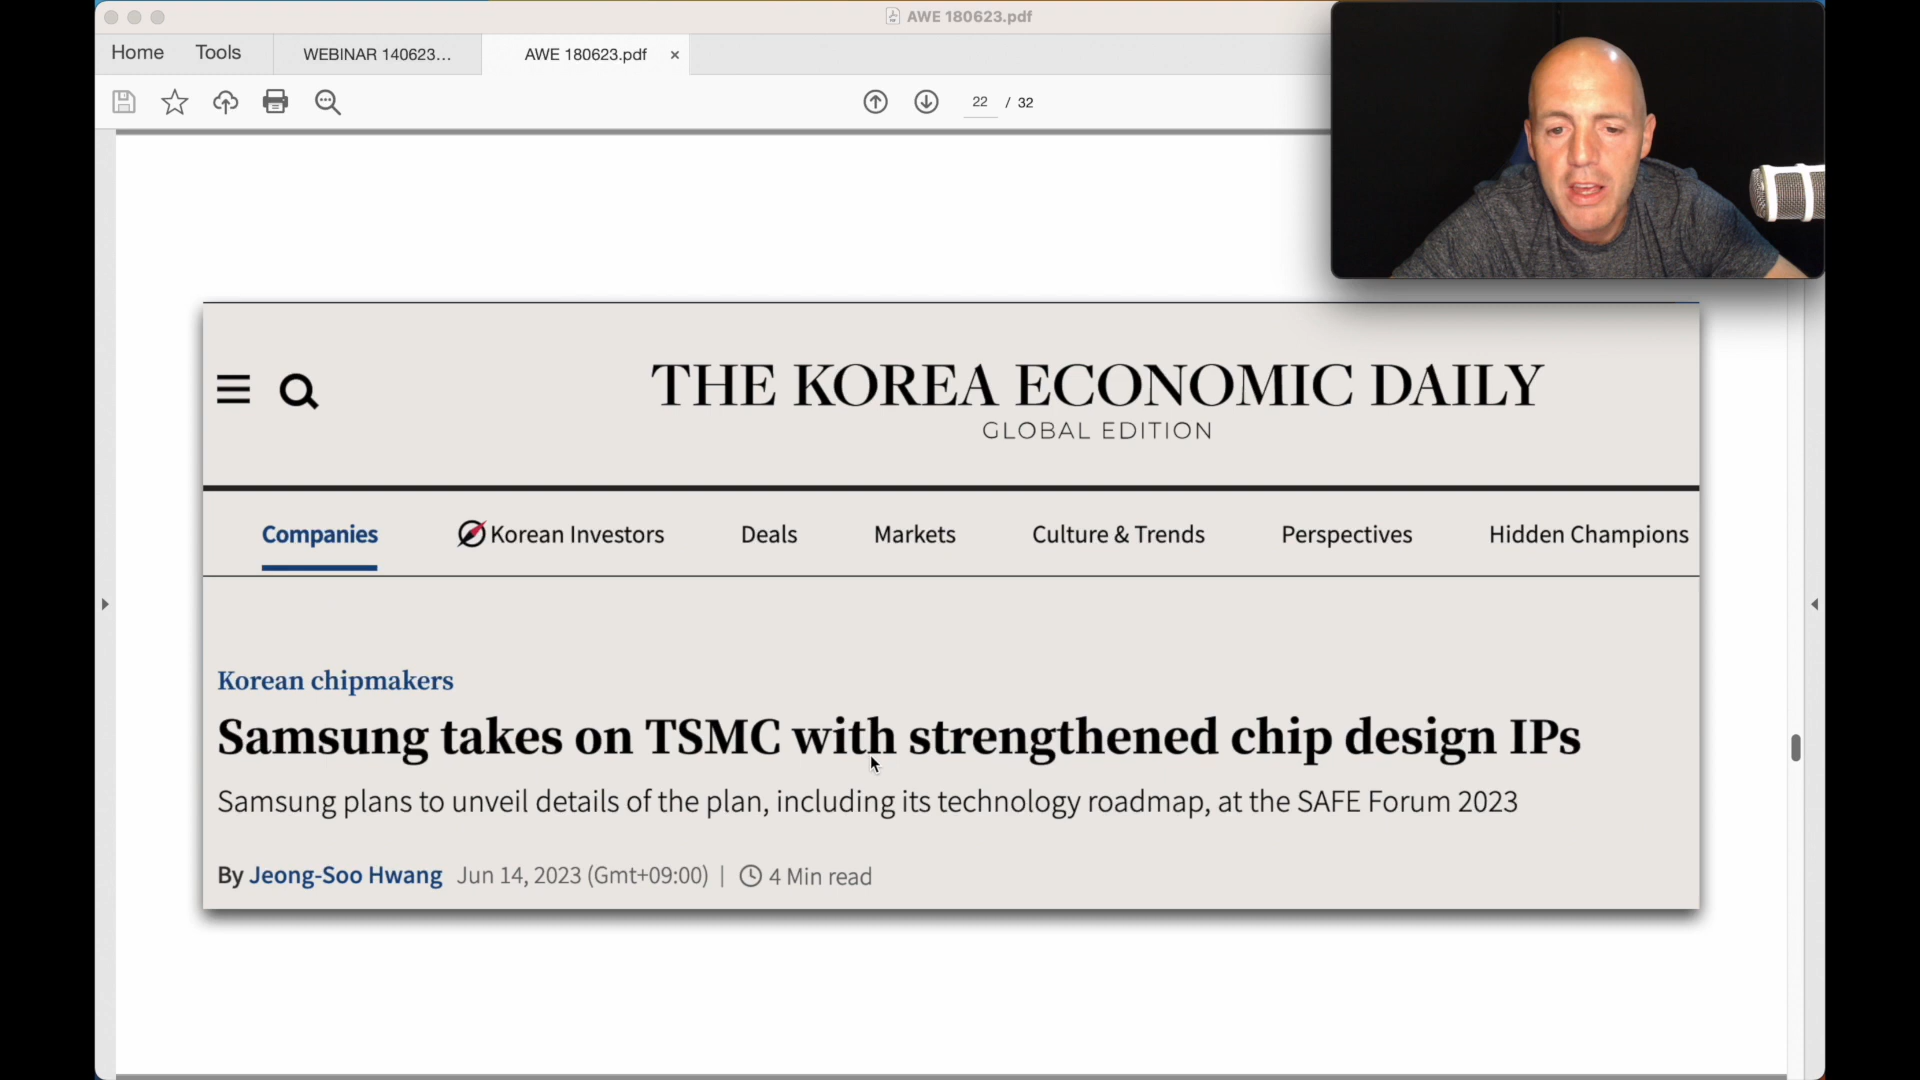 AWE 180623.pdf
Home Tools WEBINAR 140623... AWE 180623.pdf ×
22 / 32
THE KOREA ECONOMIC DAILY
GLOBAL EDITION
Companies Korean Investors Deals Markets Culture & Trends Perspectives Hidden Champions
Korean chipmakers
Samsung takes on TSMC with strengthened chip design IPs
Samsung plans to unveil details of the plan, including its technology roadmap, at the SAFE Forum 2023
By Jeong-Soo Hwang Jun 14, 2023 (Gmt+09:00) | 4 Min read